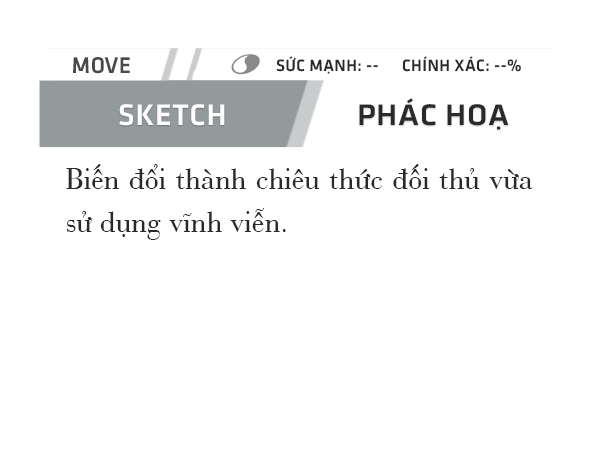 MOVE SỨC MẠNH: -- CHÍNH XÁC: --%
SKETCH PHÁC HOẠ
Biến đổi thành chiêu thức đối thủ vừa
sử dụng vĩnh viễn.